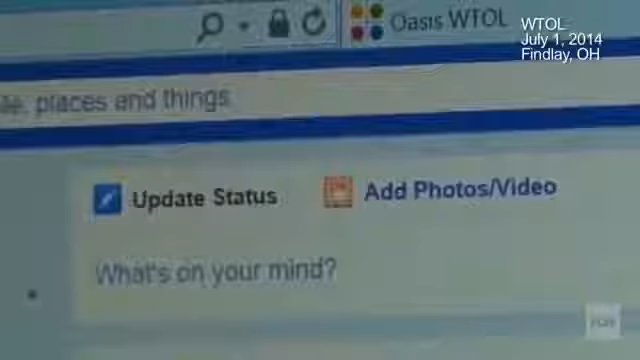 Oasis WTOL
WTOL
July 1, 2014
Findlay, OH
le, places and things
Update Status
Add Photos/Video
What's on your mind?